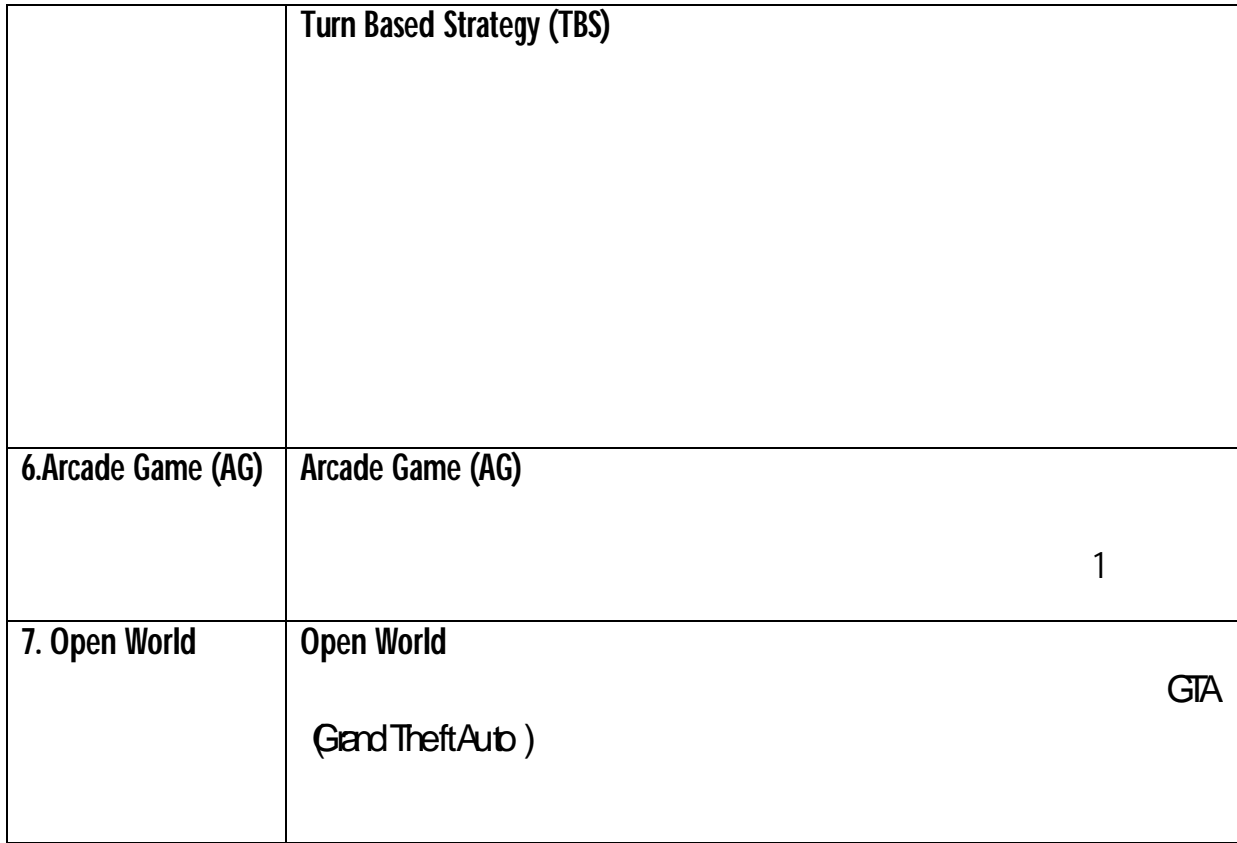 Turn Based Strategy (TBS)
6.Arcade Game (AG)
Arcade Game (AG)
1
7. Open World
Open World
GTA
(Grand Theft Auto )